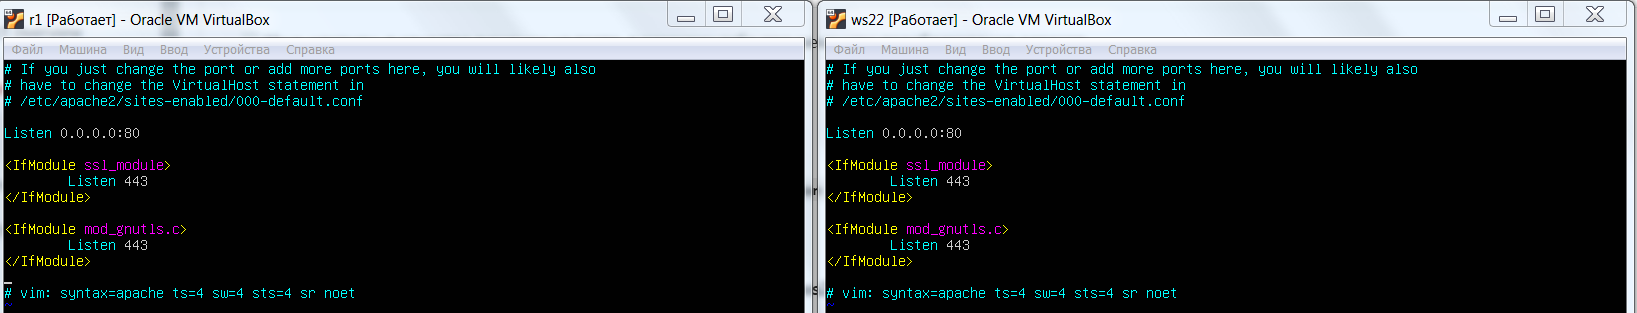 r1 [Работает] - Oracle VM VirtualBox
Файл Машина Вид Ввод Устройства Справка
# If you just change the port or add more ports here, you will likely also
# have to change the VirtualHost statement in
# /etc/apache2/sites-enabled/000-default.conf
Listen 0.0.0.0:80
<IfModule ssl_module>
Listen 443
</IfModule>
<IfModule mod_gnutls.c>
Listen 443
</IfModule>
# vim: syntax=apache ts=4 sw=4 sts=4 sr noet
ws22 [Работает] - Oracle VM VirtualBox
Файл Машина Вид Ввод Устройства Справка
# If you just change the port or add more ports here, you will likely also
# have to change the VirtualHost statement in
# /etc/apache2/sites-enabled/000-default.conf
Listen 0.0.0.0:80
<IfModule ssl_module>
Listen 443
</IfModule>
<IfModule mod_gnutls.c>
Listen 443
</IfModule>
# vim: syntax=apache ts=4 sw=4 sts=4 sr noet